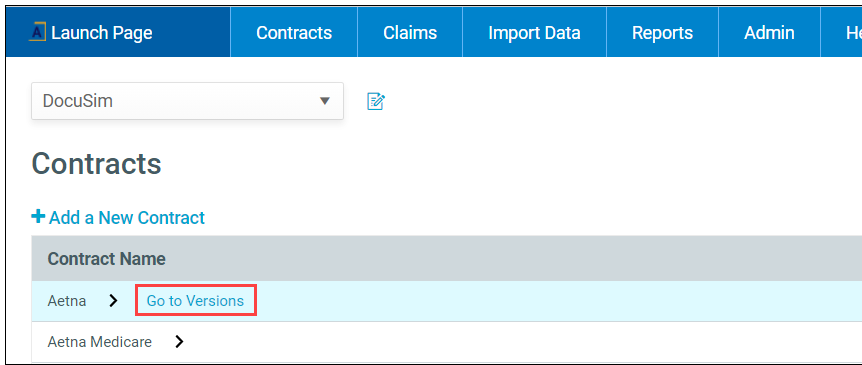 A Launch Page Contracts Claims Import Data Reports Admin He
DocuSim
Contracts
+ Add a New Contract
Contract Name
Aetna Go to Versions
Aetna Medicare